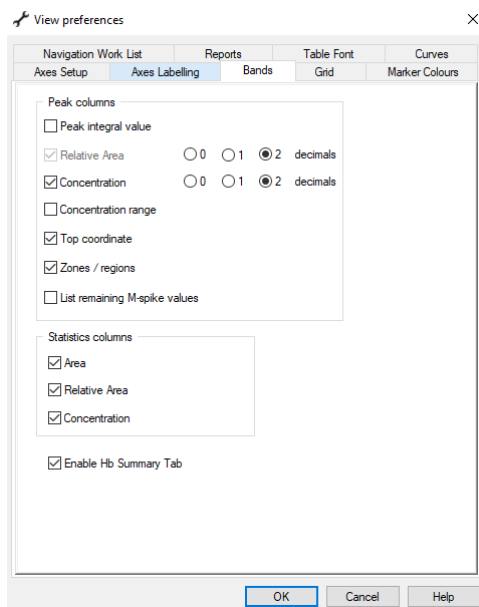 View preferences
Navigation Work List Reports Table Font Curves
Axes Setup Axes Labelling Bands Grid Marker Colours
Peak columns
Peak integral value
Relative Area 0 1 2 decimals
Concentration 0 1 2 decimals
Concentration range
Top coordinate
Zones / regions
List remaining M-spike values
Statistics columns
Area
Relative Area
Concentration
Enable Hb Summary Tab
OK Cancel Help